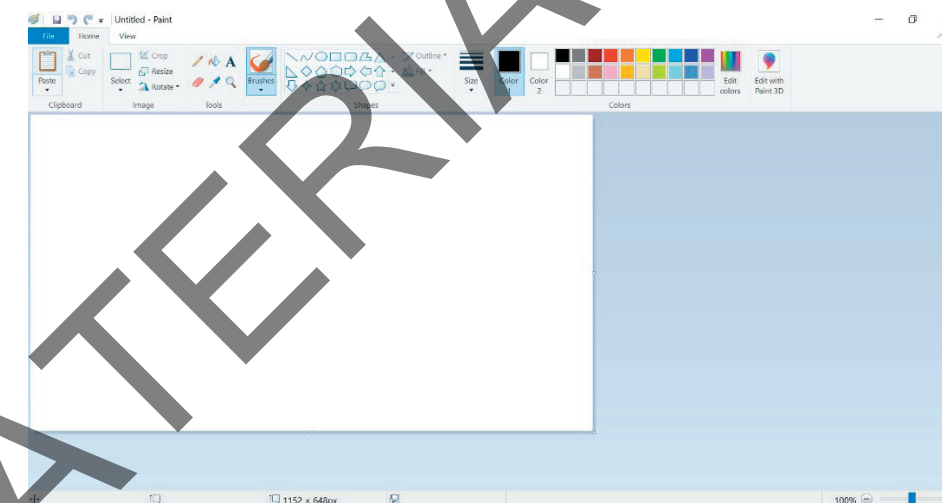 Untitled - Paint
File Home View
Cut
Copy
Paste
Clipboard
Select
Crop
Resize
Rotate
Image
A
Tools
Brushes
Outline
Fill
Shapes
Size
Color 1
Color 2
Colors
Edit colors
Edit with Paint 3D
1152 × 648px
100%
ATERIA